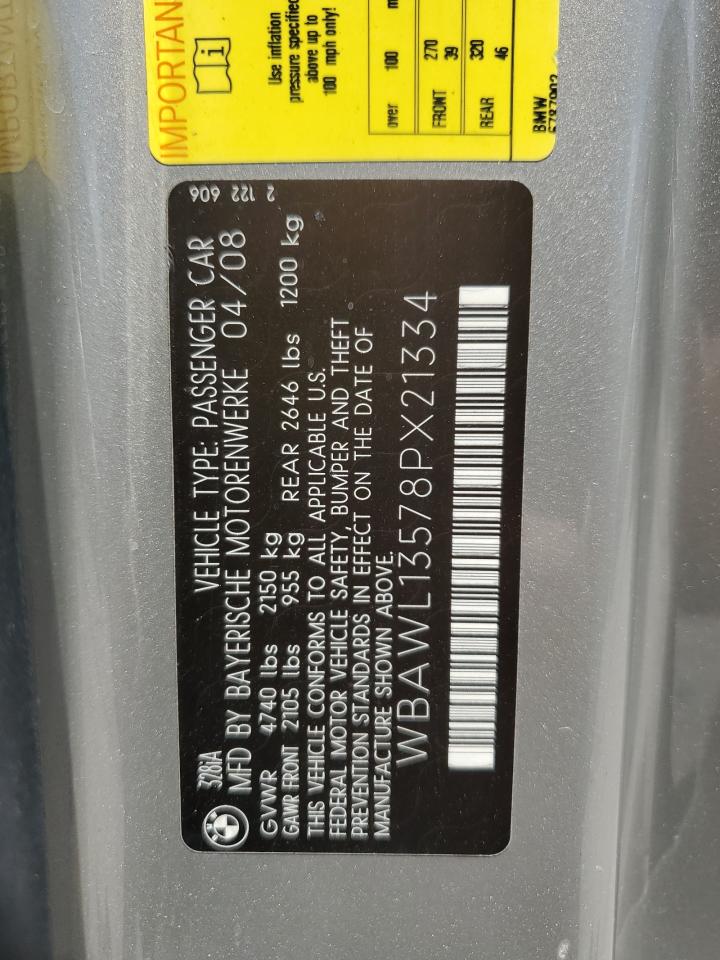 328iA VEHICLE TYPE: PASSENGER CAR
MFD BY BAYERISCHE MOTORENWERKE 04/08
GVWR 4740 lbs 2150 kg
GAWR FRONT 2105 lbs 955 kg REAR 2646 lbs 1200 kg
THIS VEHICLE CONFORMS TO ALL APPLICABLE U.S.
FEDERAL MOTOR VEHICLE SAFETY, BUMPER AND THEFT
PREVENTION STANDARDS IN EFFECT ON THE DATE OF
MANUFACTURE SHOWN ABOVE.
WBAWL13578PX21334
2 122 606
IMPORTAN
Use inflation
pressure specified
above up to
100 mph only!
over 100 m
FRONT 270
39
REAR 320
46
BMW